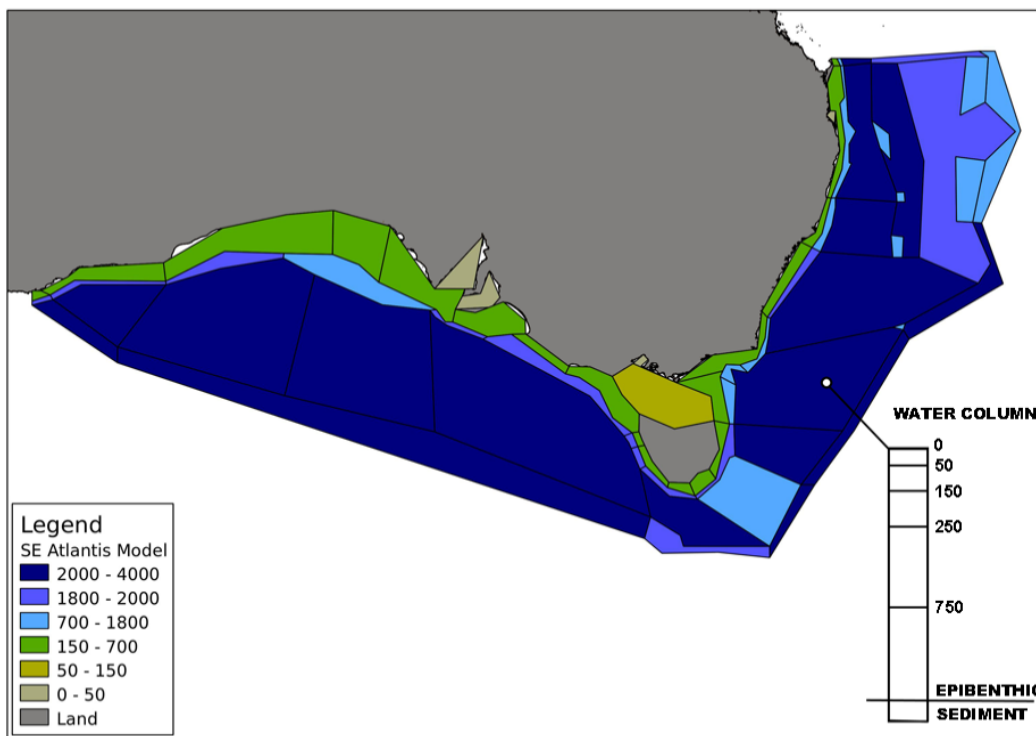 WATER COLUMN
0
50
150
250
750
EPIBENTHIC
SEDIMENT
Legend
SE Atlantis Model
2000 - 4000
1800 - 2000
700 - 1800
150 - 700
50 - 150
0 - 50
Land